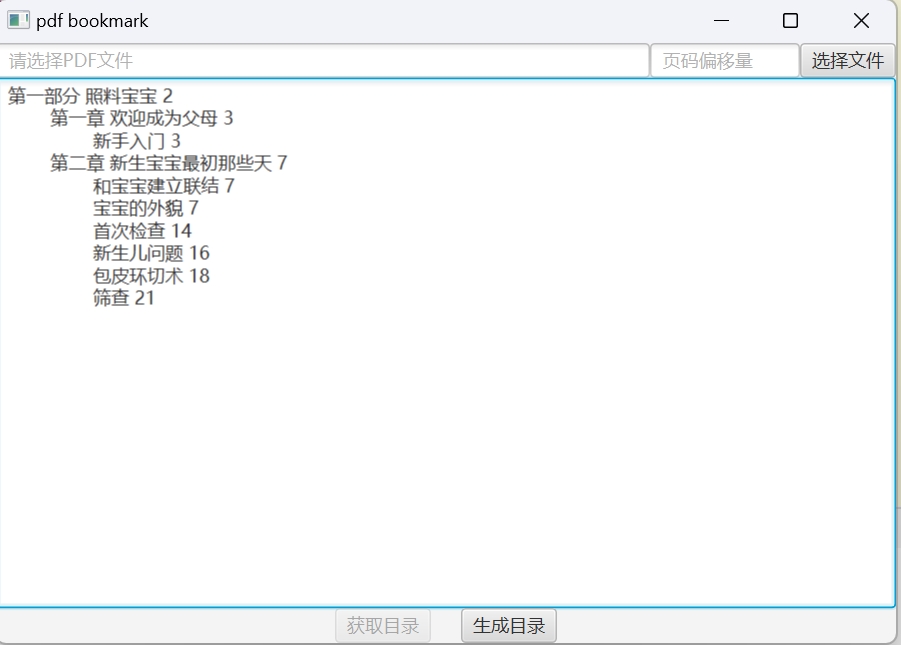 pdf bookmark
请选择PDF文件 页码偏移量 选择文件
第一部分 照料宝宝 2
第一章 欢迎成为父母 3
新手入门 3
第二章 新生宝宝最初那些天 7
和宝宝建立联结 7
宝宝的外貌 7
首次检查 14
新生儿问题 16
包皮环切术 18
筛查 21
获取目录 生成目录